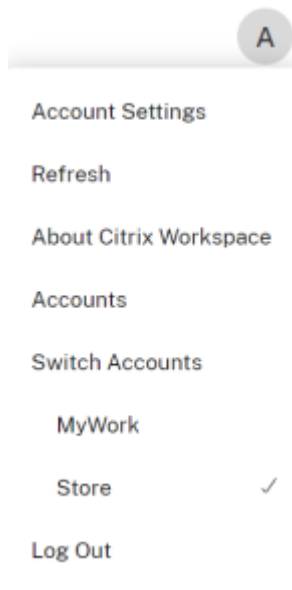 A
Account Settings
Refresh
About Citrix Workspace
Accounts
Switch Accounts
MyWork
Store
Log Out